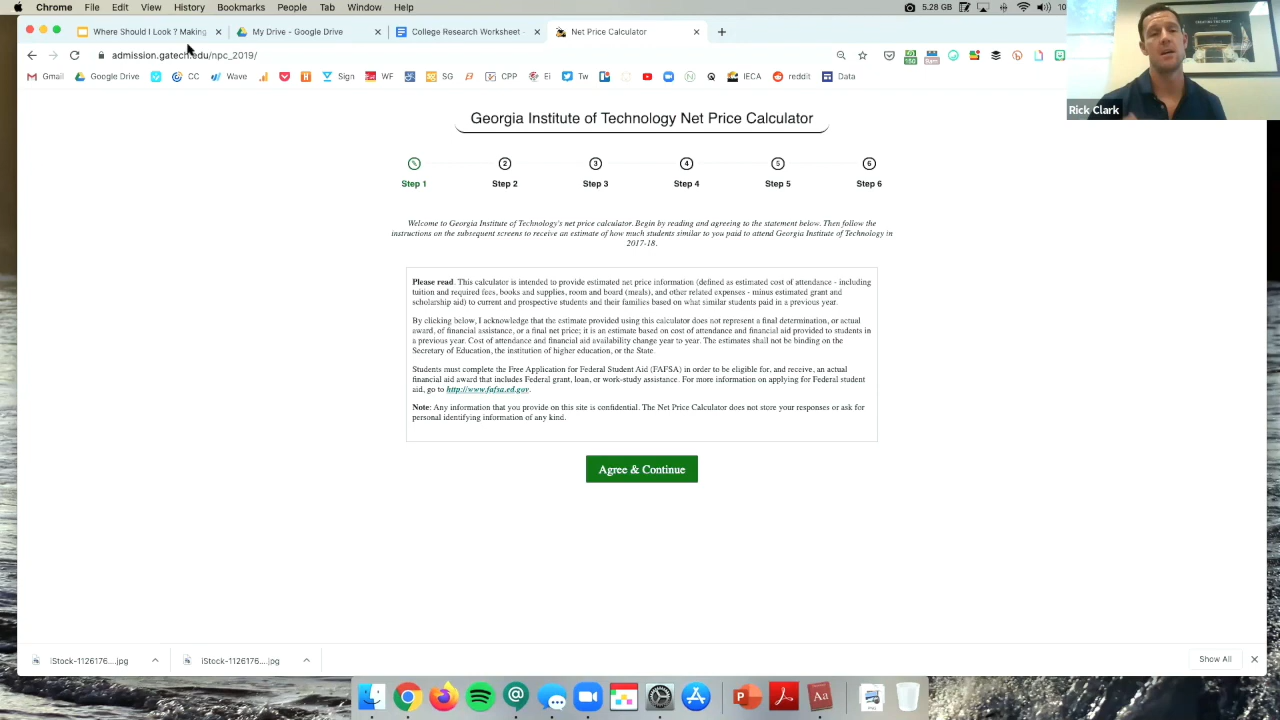 Chrome File Edit View History Bookmarks People Tab Window Help 5.28 GB
Where Should I Look ? Making
My Drive - Google Drive
College Research Worksheet -
Net Price Calculator
admission.gatech.edu/npc_2019/
Gmail Google Drive CC Wave Sign WF SG CPP Ei Tw IECA reddit Data
Rick Clark
Georgia Institute of Technology Net Price Calculator
1 2 3 4 5 6
Step 1 Step 2 Step 3 Step 4 Step 5 Step 6
Welcome to Georgia Institute of Technology's net price calculator. Begin by reading and agreeing to the statement below. Then follow the
instructions on the subsequent screens to receive an estimate of how much students similar to you paid to attend Georgia Institute of Technology in
2017-18.
Please read. This calculator is intended to provide estimated net price information (defined as estimated cost of attendance - including
tuition and required fees, books and supplies, room and board (meals), and other related expenses - minus estimated grant and
scholarship aid) to current and prospective students and their families based on what similar students paid in a previous year.
By clicking below, I acknowledge that the estimate provided using this calculator does not represent a final determination, or actual
award, of financial assistance, or a final net price; it is an estimate based on cost of attendance and financial aid provided to students in
a previous year. Cost of attendance and financial aid availability change year to year. The estimates shall not be binding on the
Secretary of Education, the institution of higher education, or the State.
Students must complete the Free Application for Federal Student Aid (FAFSA) in order to be eligible for, and receive, an actual
financial aid award that includes Federal grant, loan, or work-study assistance. For more information on applying for Federal student
aid, go to http://www.fafsa.ed.gov.
Note: Any information that you provide on this site is confidential. The Net Price Calculator does not store your responses or ask for
personal identifying information of any kind.
Agree & Continue
iStock-1126176....jpg
iStock-1126176....jpg
Show All